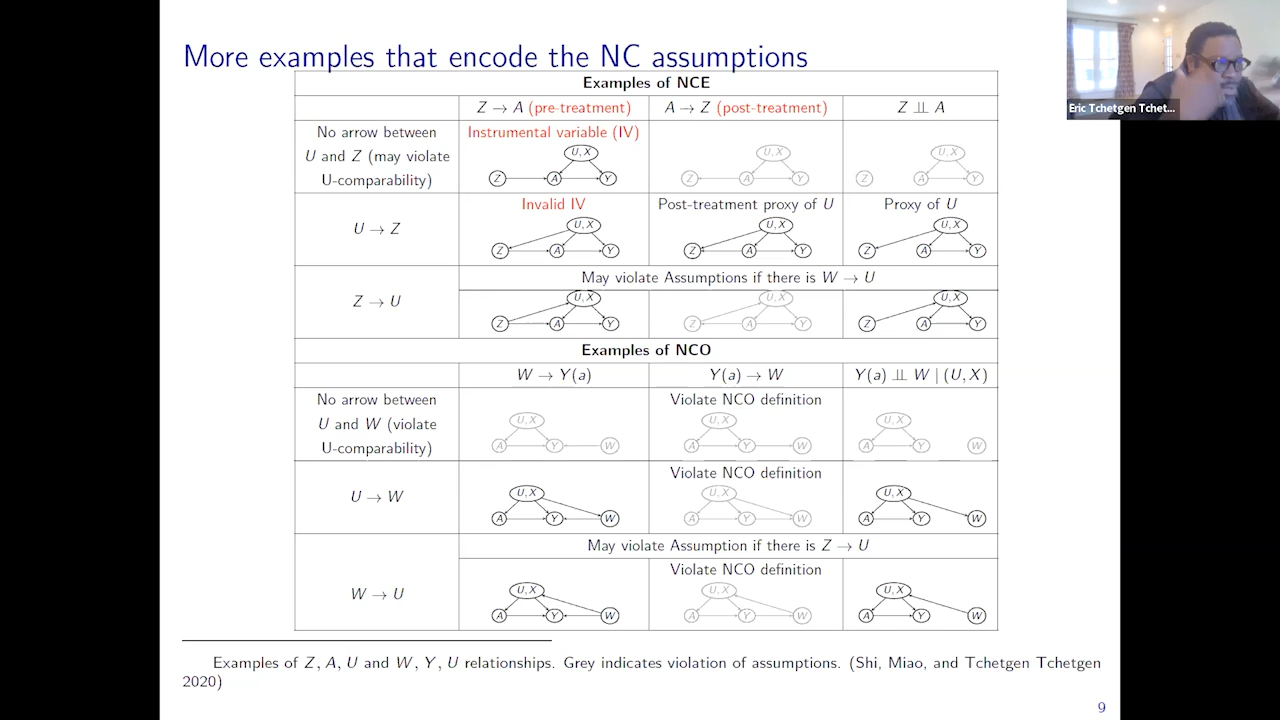 More examples that encode the NC assumptions
Eric Tchetgen Tchet...
Examples of NCE
Z → A (pre-treatment) A → Z (post-treatment) Z ⫫ A
No arrow between
U and Z (may violate
U-comparability)
Instrumental variable (IV)
U, X
Z A Y
U, X
Z A Y
U, X
Z A Y
U → Z
Invalid IV
U, X
Z A Y
Post-treatment proxy of U
U, X
Z A Y
Proxy of U
U, X
Z A Y
Z → U
May violate Assumptions if there is W → U
U, X
Z A Y
U, X
Z A Y
U, X
Z A Y
Examples of NCO
W → Y(a) Y(a) → W Y(a) ⫫ W | (U, X)
No arrow between
U and W (violate
U-comparability)
U, X
A Y W
Violate NCO definition
U, X
A Y W
U, X
A Y W
U → W
U, X
A Y W
Violate NCO definition
U, X
A Y W
U, X
A Y W
W → U
May violate Assumption if there is Z → U
U, X
A Y W
Violate NCO definition
U, X
A Y W
U, X
A Y W
Examples of Z, A, U and W, Y, U relationships. Grey indicates violation of assumptions. (Shi, Miao, and Tchetgen Tchetgen
2020)
9